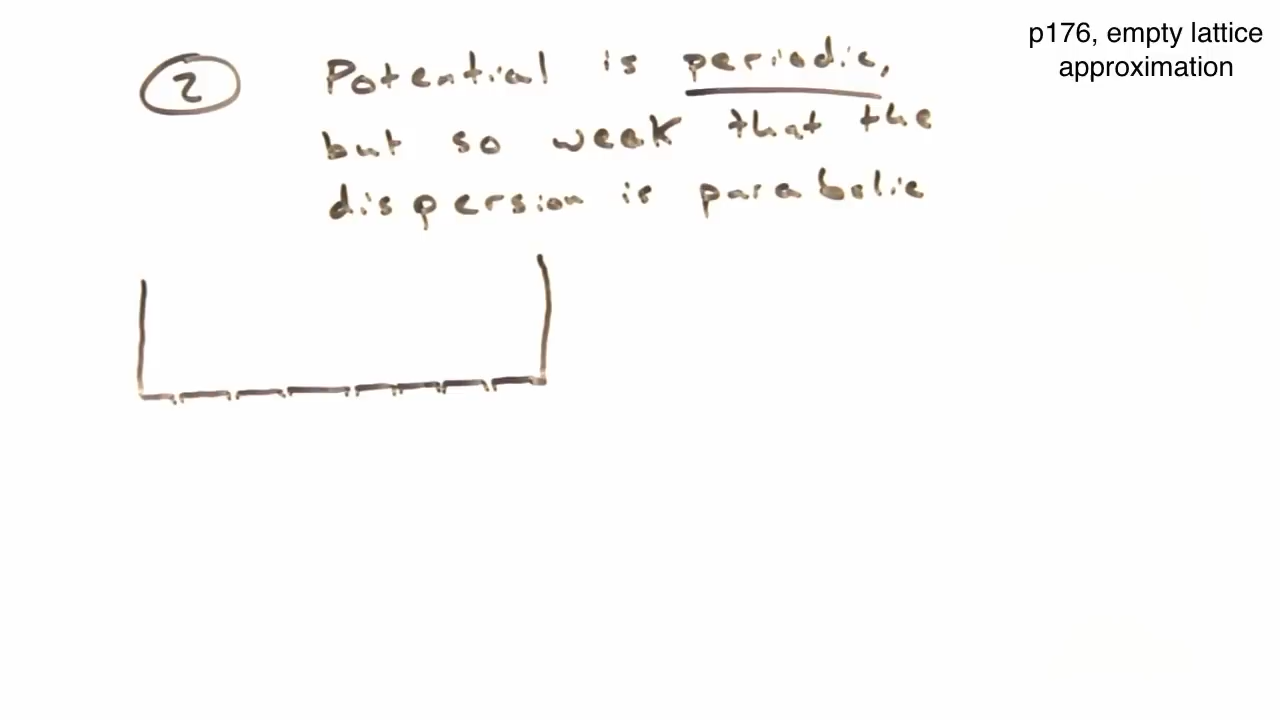 p176, empty lattice
approximation
2 Potential is periodic,
but so weak that the
dispersion is parabolic